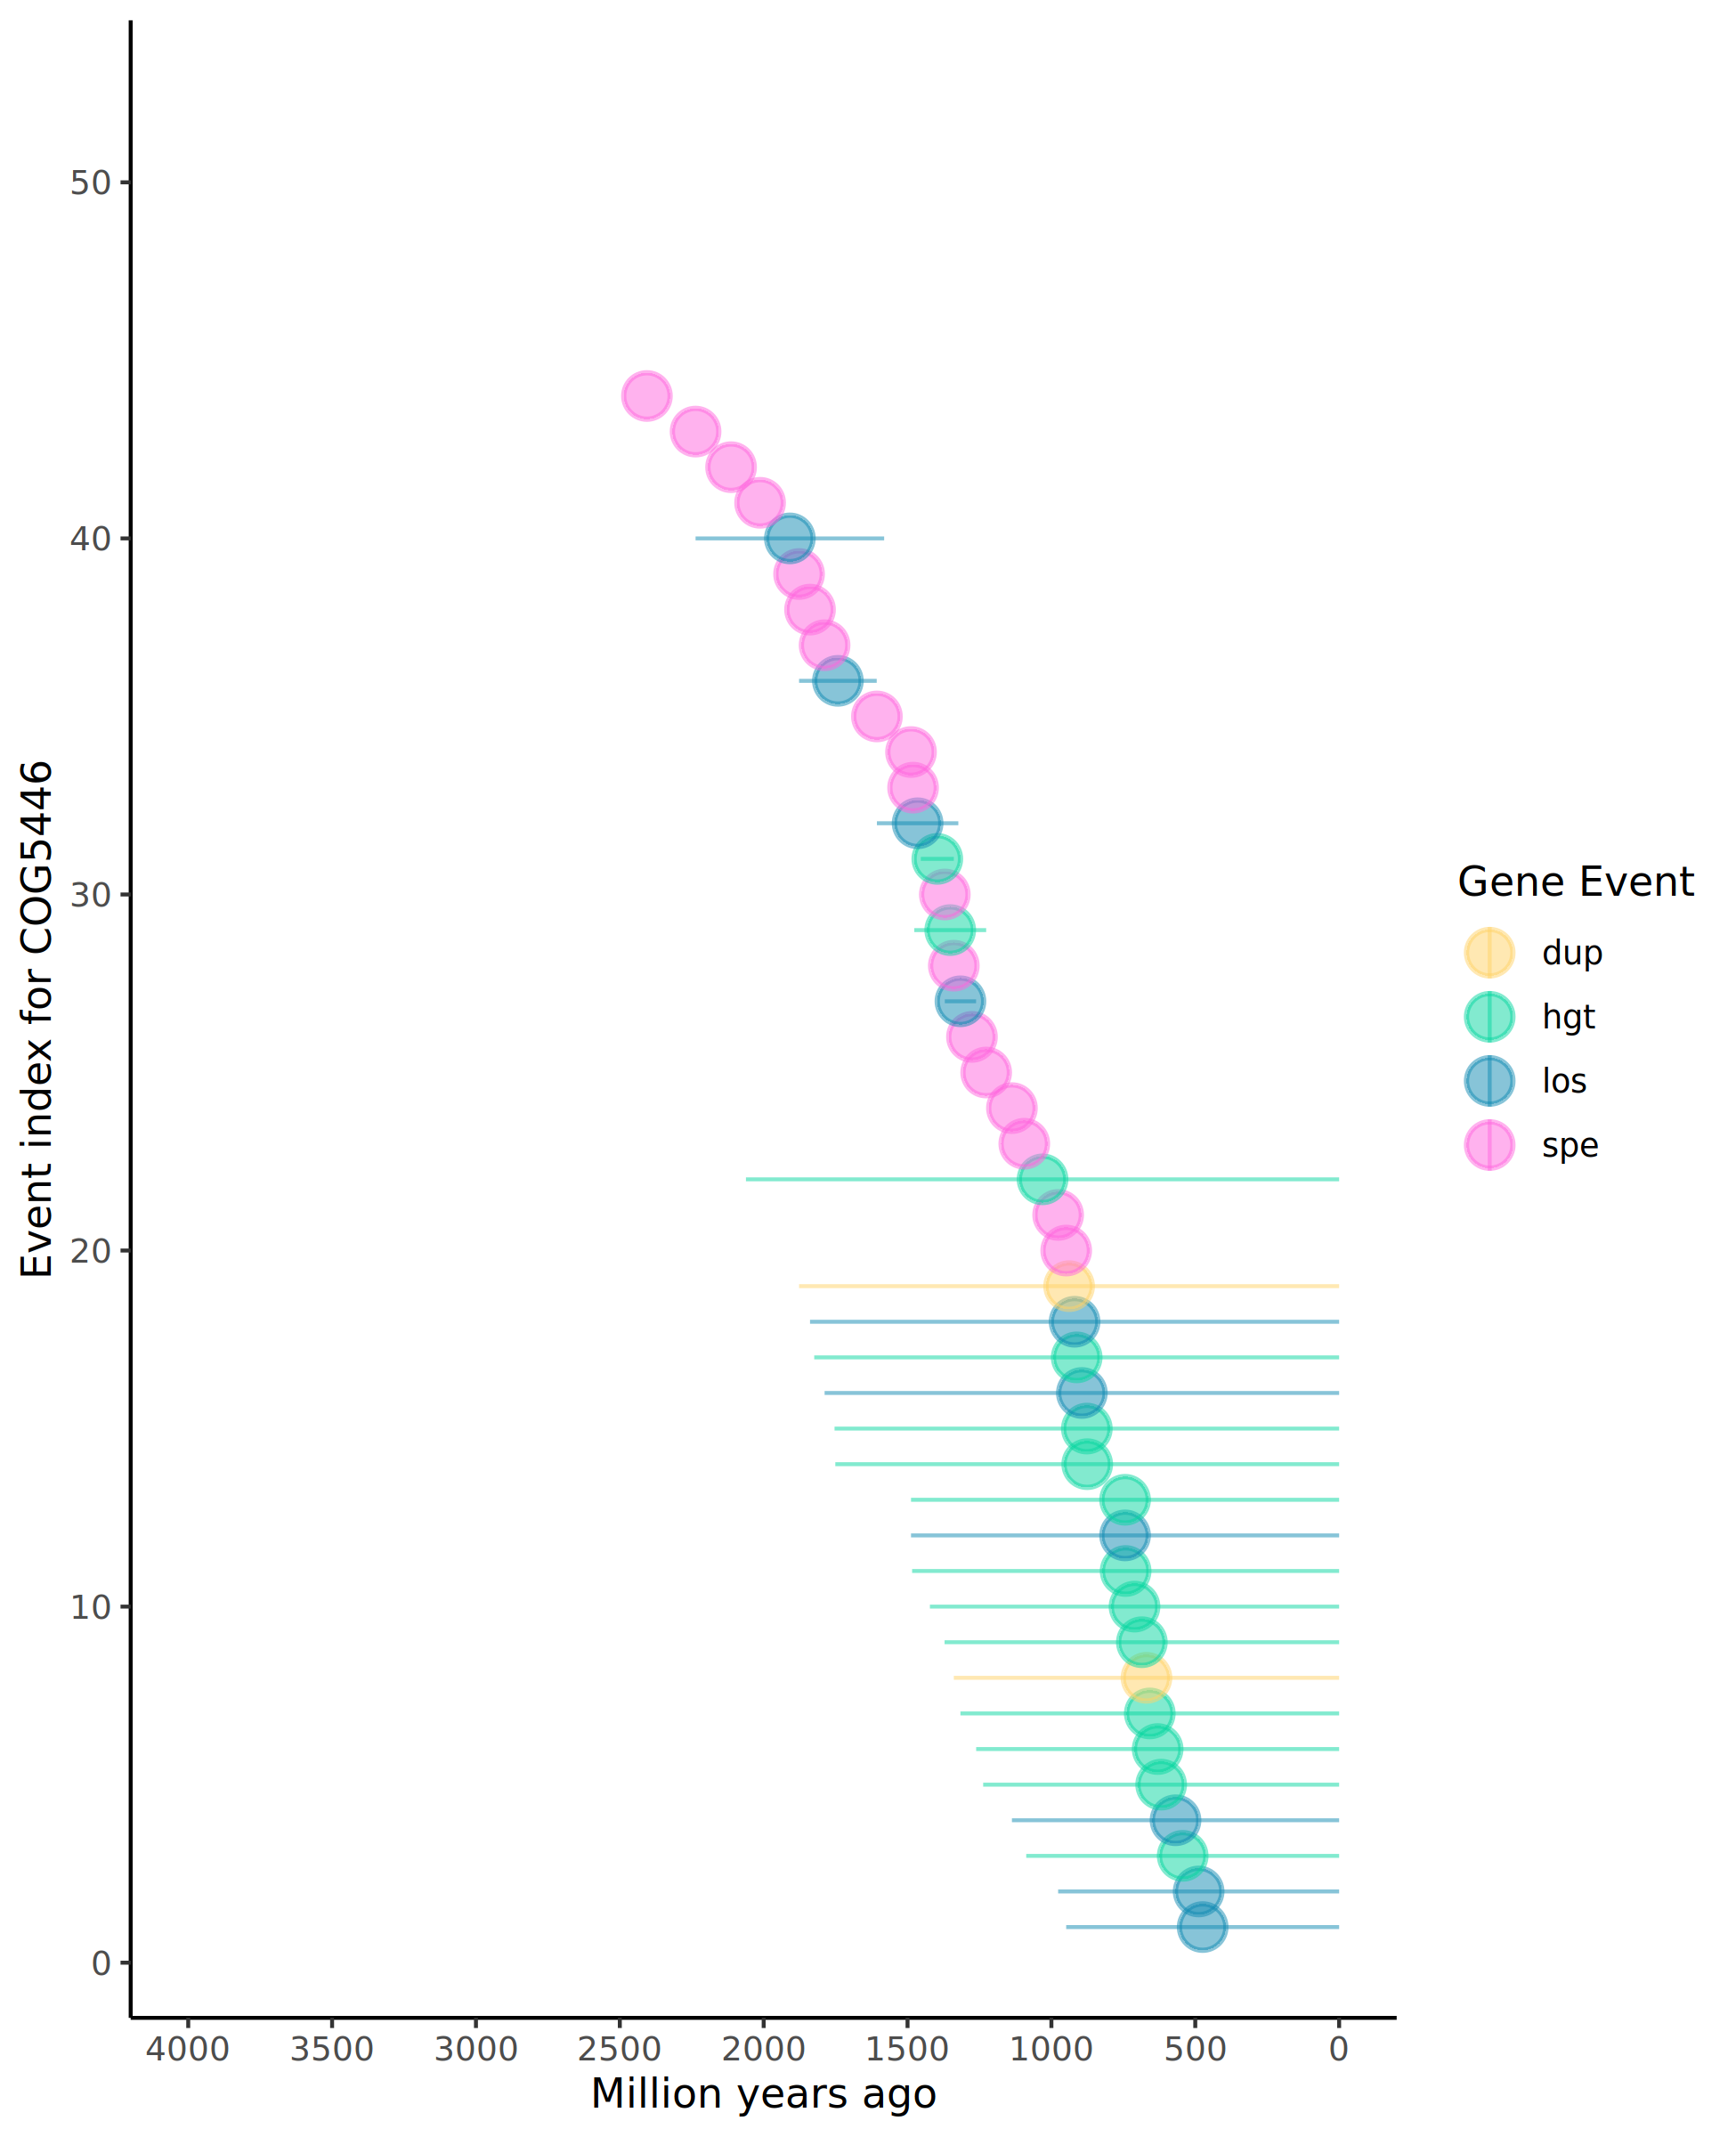 50
40
30
20
10
0
Event index for COG5446
4000 3500 3000 2500 2000 1500 1000 500 0
Million years ago
Gene Event
dup
hgt
los
spe